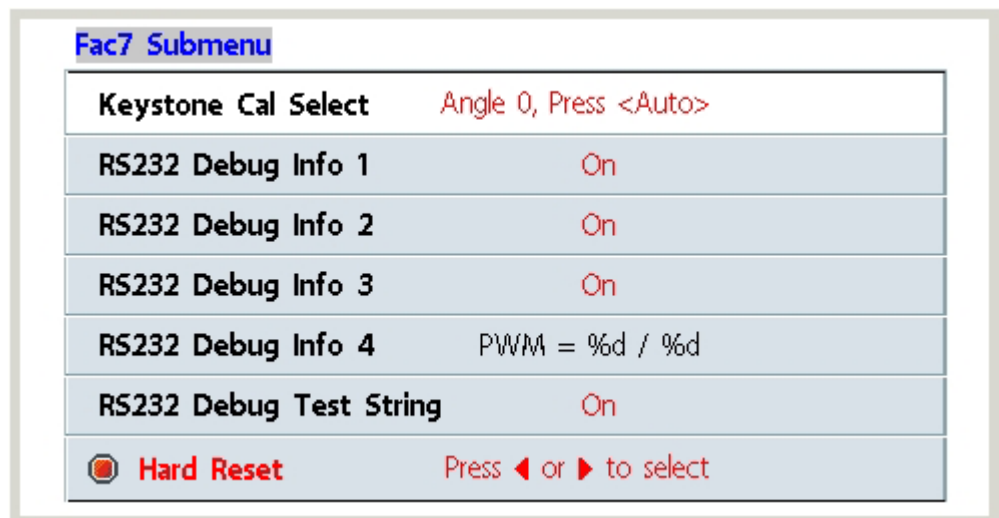 Fac7 Submenu
Keystone Cal Select Angle 0, Press <Auto>
RS232 Debug Info 1 On
RS232 Debug Info 2 On
RS232 Debug Info 3 On
RS232 Debug Info 4 PWM = %d / %d
RS232 Debug Test String On
Hard Reset Press ◀ or ▶ to select